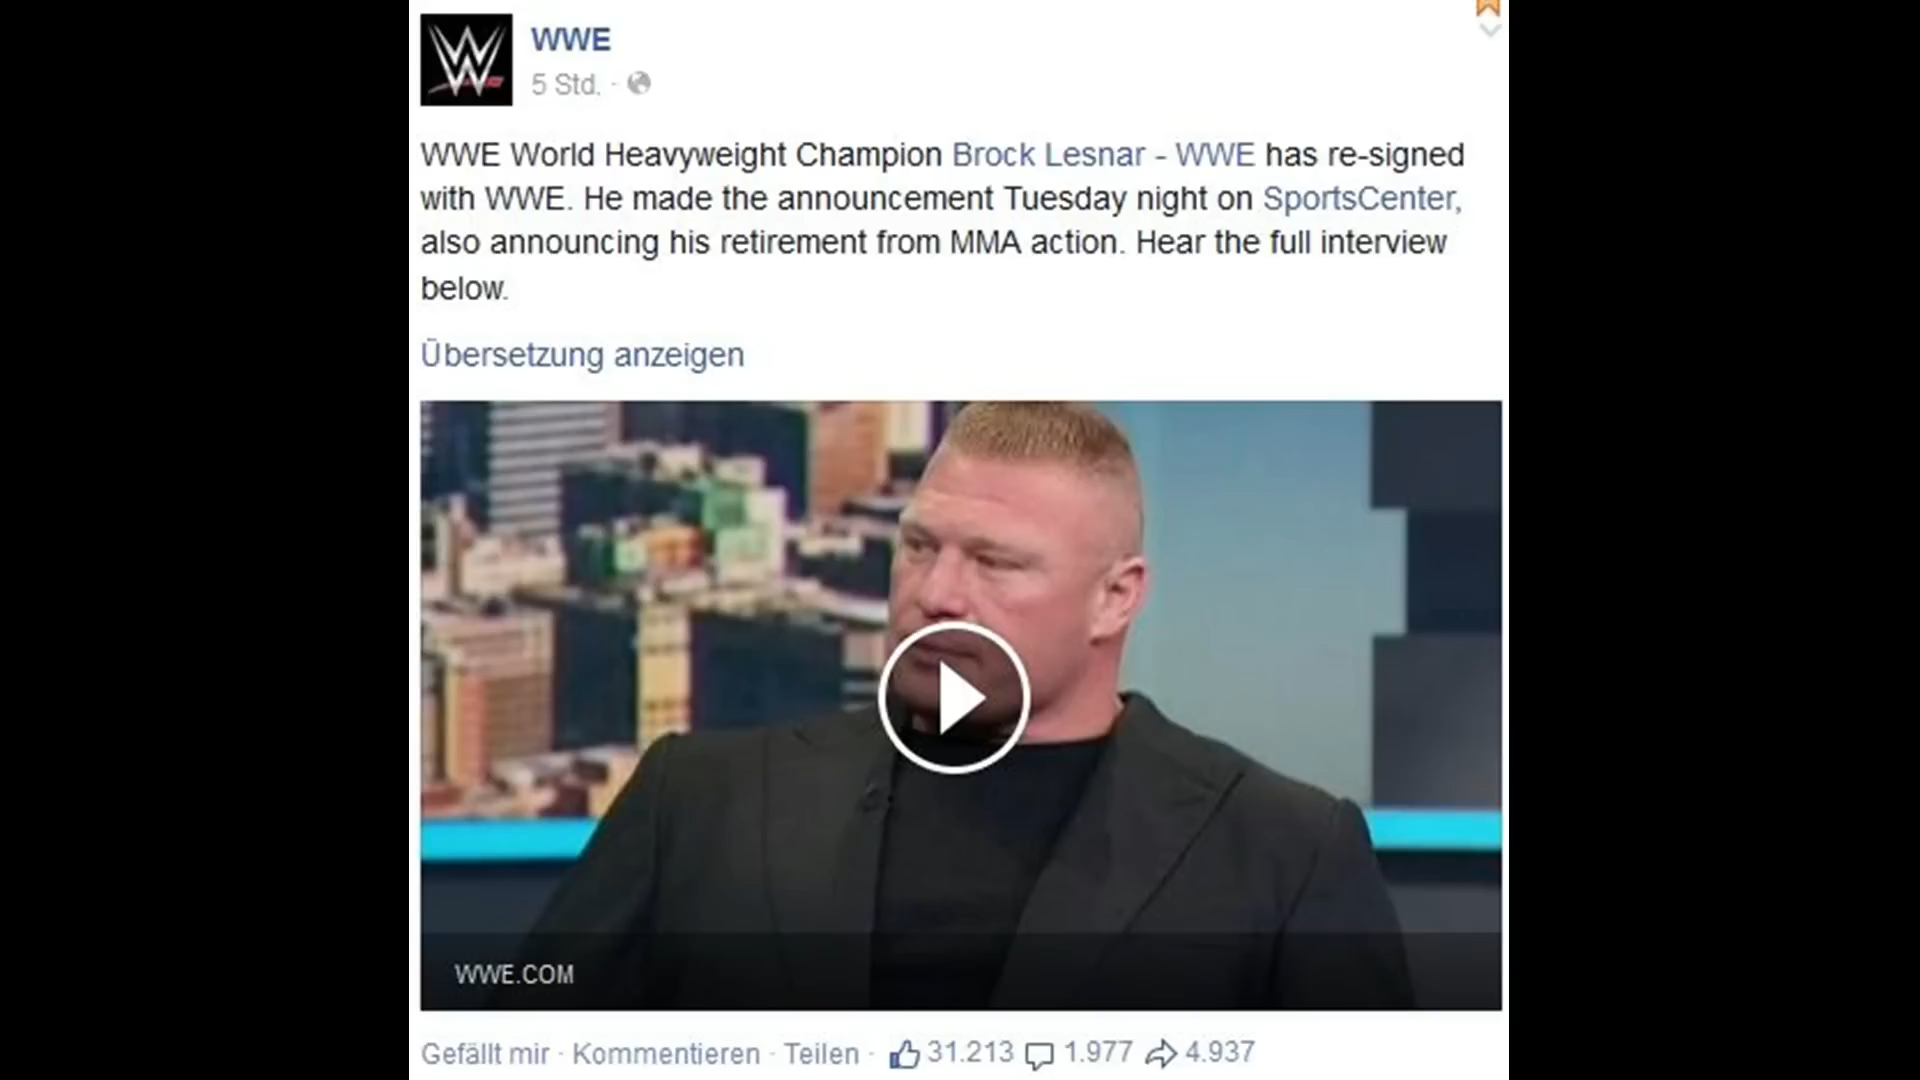 WWE
5 Std. ·
WWE World Heavyweight Champion Brock Lesnar - WWE has re-signed
with WWE. He made the announcement Tuesday night on SportsCenter,
also announcing his retirement from MMA action. Hear the full interview
below.
Übersetzung anzeigen
WWE.COM
Gefällt mir · Kommentieren · Teilen · 31.213 1.977 4.937